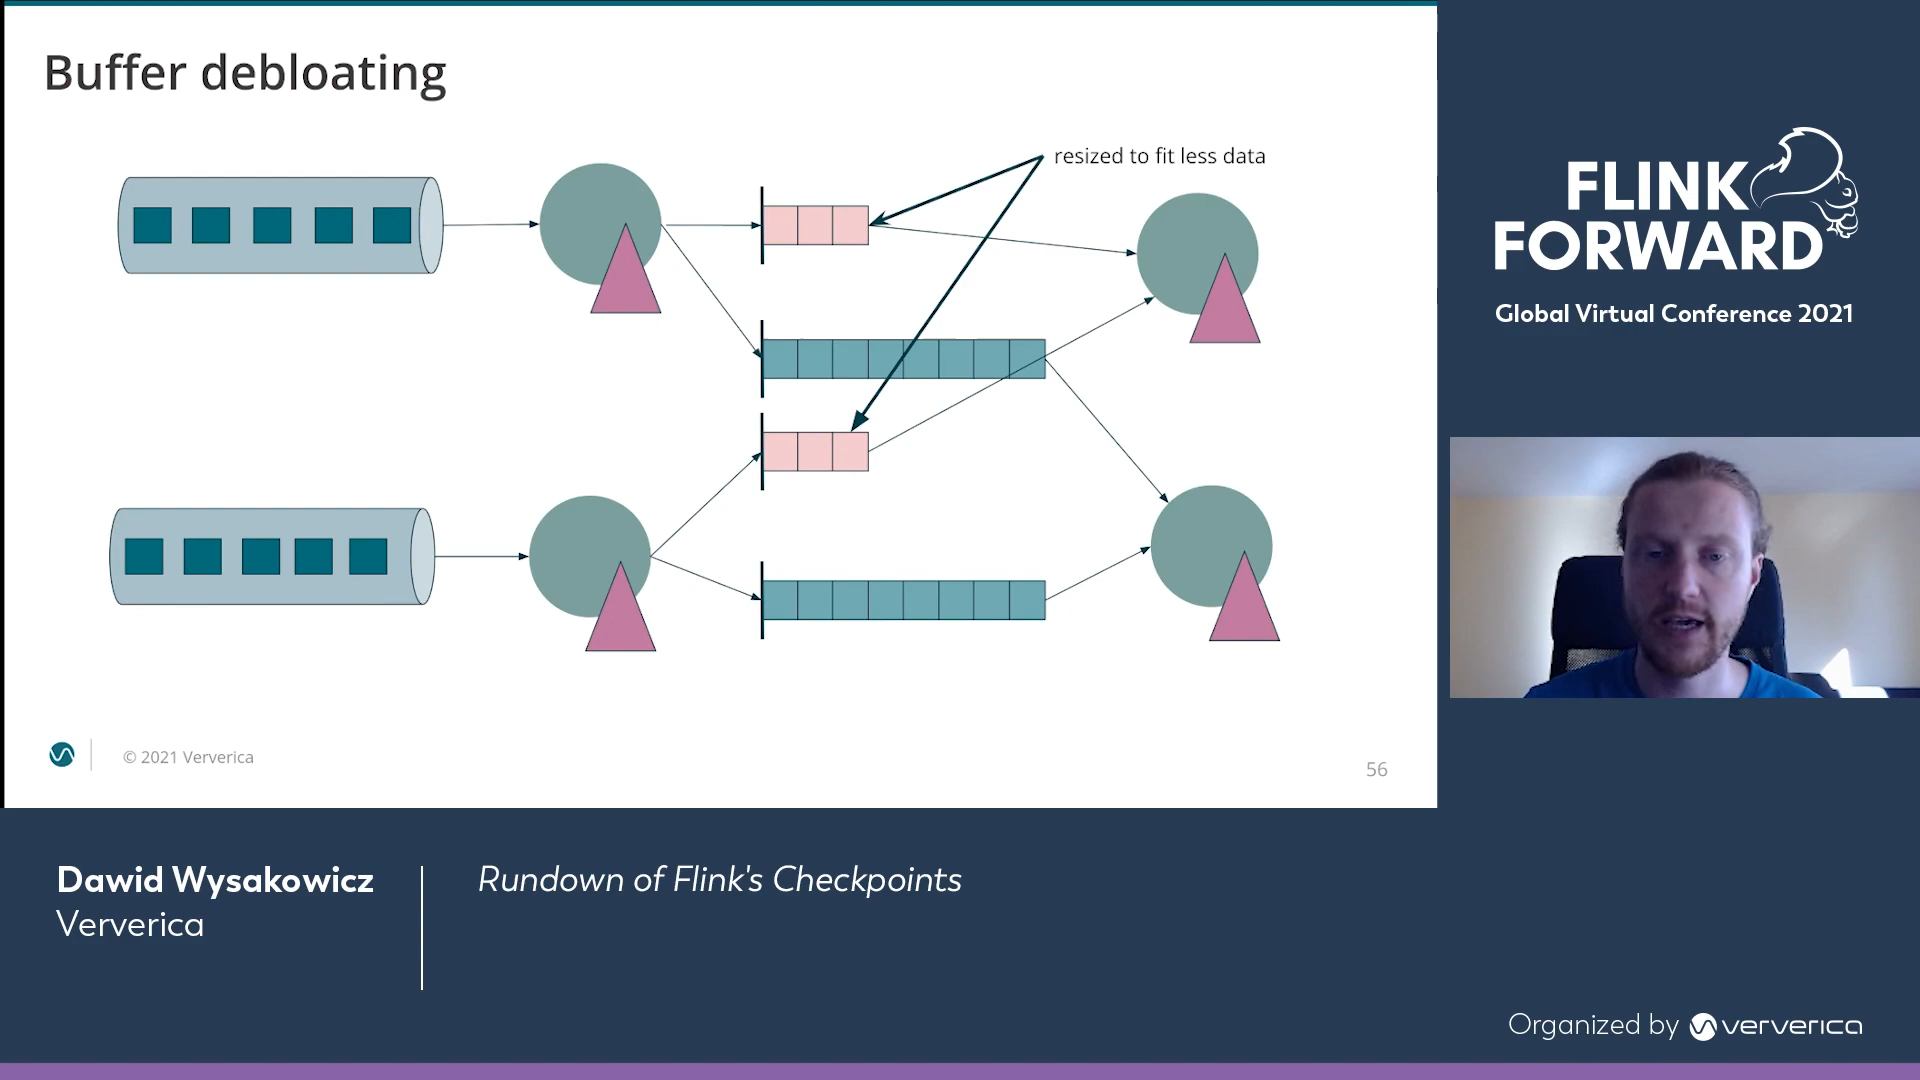 Buffer debloating
resized to fit less data
© 2021 Ververica
56
FLINK
FORWARD
Global Virtual Conference 2021
Dawid Wysakowicz
Ververica
Rundown of Flink's Checkpoints
Organized by ververica